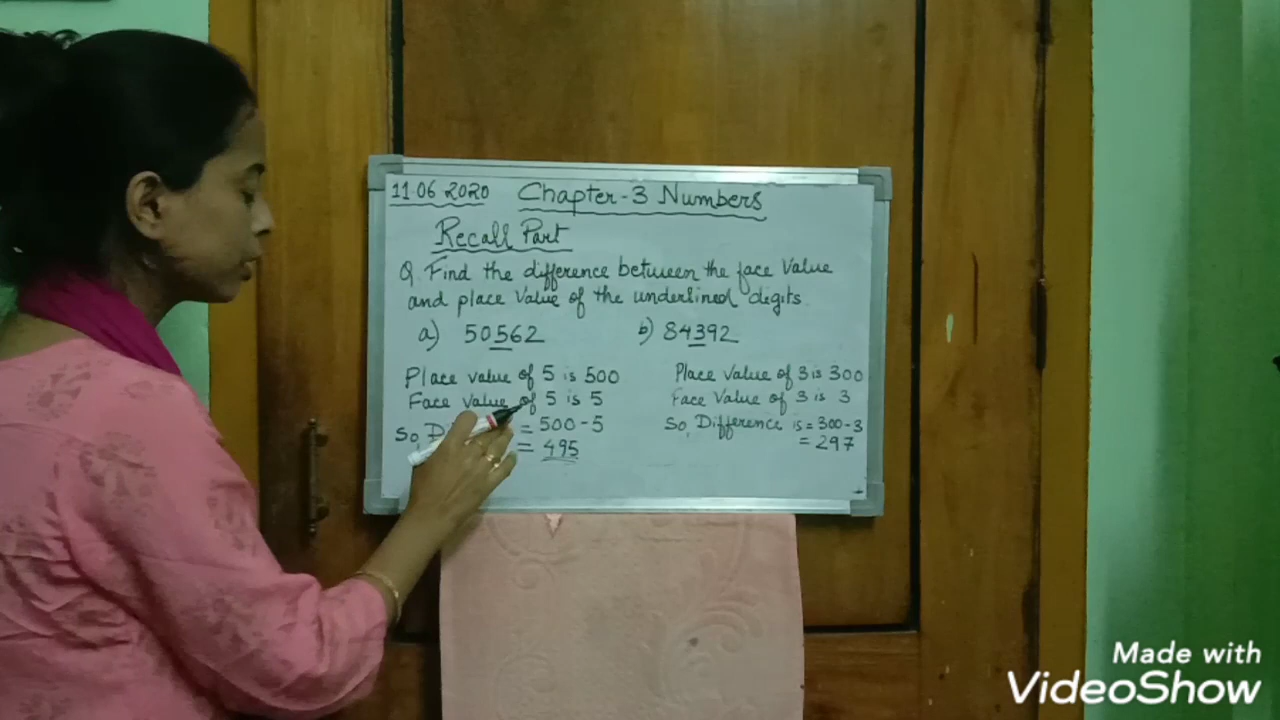 11.06 2020 Chapter-3 Numbers
Recall Part
Q. Find the difference between the face Value
and place Value of the underlined digits.
a) 50562 b) 84392
Place value of 5 is 500
Face Value of 5 is 5
So, = 500 - 5
= 495
Place Value of 3 is 300
Face Value of 3 is 3
So, Difference is = 300-3
= 297
Made with
VideoShow